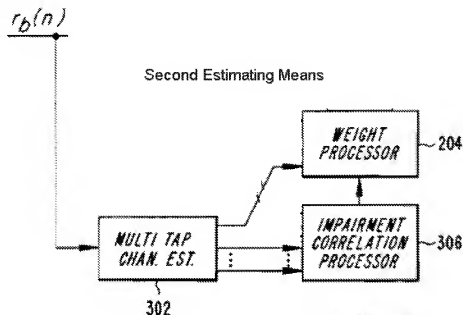 r_b(n)
Second Estimating Means
WEIGHT
PROCESSOR
204
MULTI TAP
CHAN. EST.
302
IMPAIRMENT
CORRELATION
PROCESSOR
306